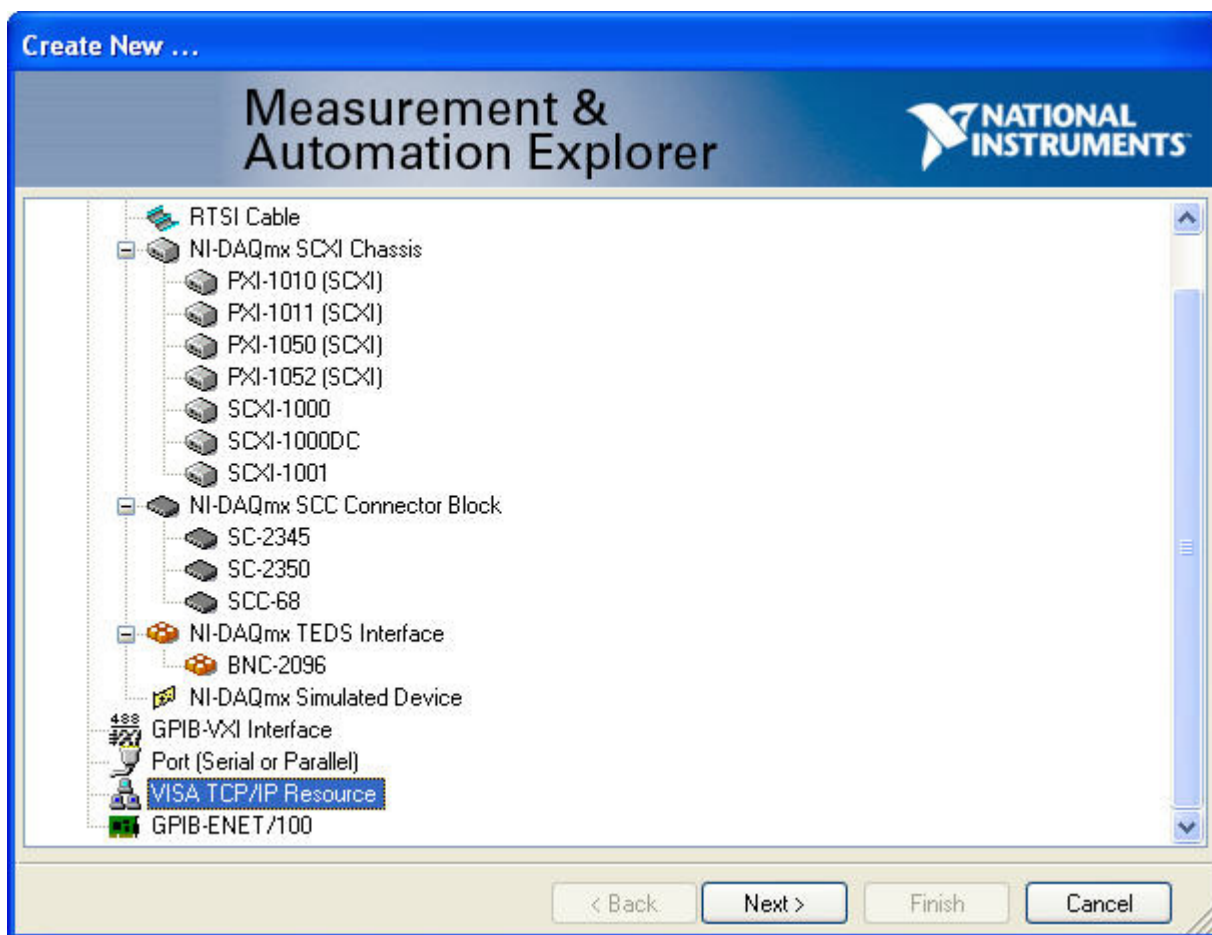 Create New ...
Measurement &
Automation Explorer
NATIONAL
INSTRUMENTS
RTSI Cable
NI-DAQmx SCXI Chassis
PXI-1010 (SCXI)
PXI-1011 (SCXI)
PXI-1050 (SCXI)
PXI-1052 (SCXI)
SCXI-1000
SCXI-1000DC
SCXI-1001
NI-DAQmx SCC Connector Block
SC-2345
SC-2350
SCC-68
NI-DAQmx TEDS Interface
BNC-2096
NI-DAQmx Simulated Device
GPIB-VXI Interface
Port (Serial or Parallel)
VISA TCP/IP Resource
GPIB-ENET/100
< Back Next > Finish Cancel